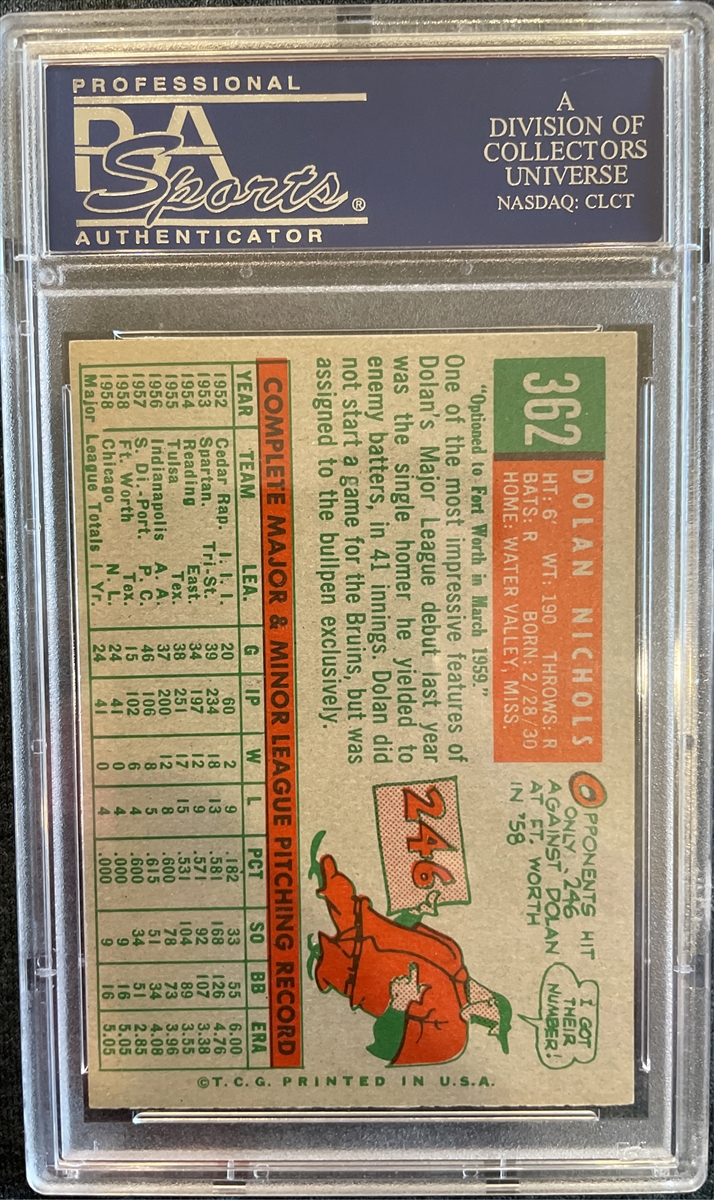 PROFESSIONAL
PSA
Sports®
AUTHENTICATOR
A
DIVISION OF
COLLECTORS
UNIVERSE
NASDAQ: CLCT
362
DOLAN NICHOLS
HT: 6' WT: 190 THROWS: R
BATS: R BORN: 2/28/30
HOME: WATER VALLEY, MISS.
"Optioned to Fort Worth in March 1959."
One of the most impressive features of
Dolan's Major League debut last year
was the single homer he yielded to
enemy batters, in 41 innings. Dolan did
not start a game for the Bruins, but was
assigned to the bullpen exclusively.
OPPONENTS HIT
ONLY .246
AGAINST DOLAN
AT FT. WORTH
IN '58
I GOT
THEIR
NUMBER!
246
COMPLETE MAJOR & MINOR LEAGUE PITCHING RECORD
YEAR TEAM LEA. G IP W L PCT SO BB ERA
1952 Cedar Rap. I. I. I. 20 60 2 9 .182 33 55 6.00
1953 Spartan. Tri-St. 39 234 18 13 .581 168 126 4.76
1954 Reading East. 34 197 12 9 .571 92 107 3.38
1955 Tulsa Tex. 38 251 17 15 .531 104 89 3.55
1956 Indianapolis A. A. 37 200 12 8 .600 78 73 3.96
1957 S. Di.-Port. P. C. 46 106 8 5 .615 51 34 4.08
1958 Ft. Worth Tex. 15 102 6 4 .600 34 51 2.85
1958 Chicago N. L. 24 41 0 4 .000 9 16 5.05
Major League Totals 1 Yr. 24 41 0 4 .000 9 16 5.05
©T.C.G. PRINTED IN U.S.A.